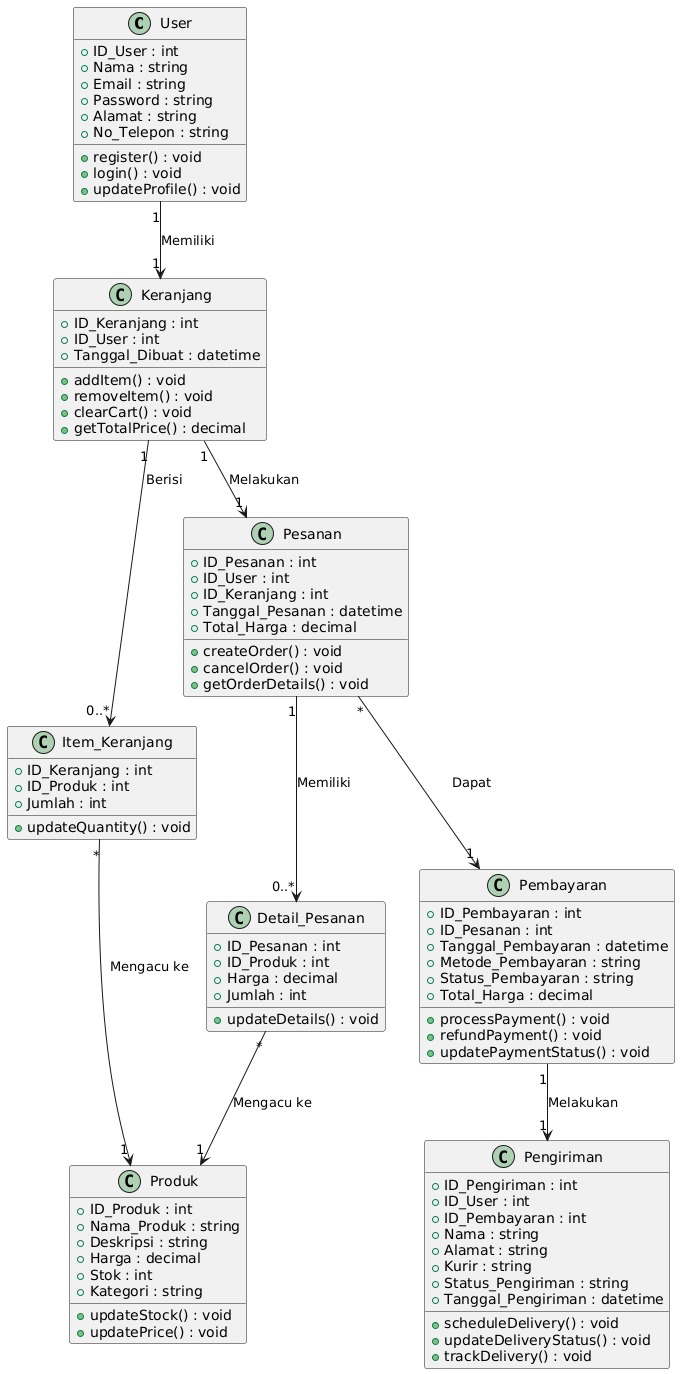 C User
ID_User : int
Nama : string
Email : string
Password : string
Alamat : string
No_Telepon : string
register() : void
login() : void
updateProfile() : void
1
Memiliki
1
C Keranjang
ID_Keranjang : int
ID_User : int
Tanggal_Dibuat : datetime
addItem() : void
removeItem() : void
clearCart() : void
getTotalPrice() : decimal
1
1
Berisi
Melakukan
1
C Pesanan
ID_Pesanan : int
ID_User : int
ID_Keranjang : int
Tanggal_Pesanan : datetime
Total_Harga : decimal
createOrder() : void
cancelOrder() : void
getOrderDetails() : void
0..*
1
*
C Item_Keranjang
ID_Keranjang : int
ID_Produk : int
Jumlah : int
updateQuantity() : void
Memiliki
Dapat
*
1
0..*
C Pembayaran
ID_Pembayaran : int
ID_Pesanan : int
Tanggal_Pembayaran : datetime
Metode_Pembayaran : string
Status_Pembayaran : string
Total_Harga : decimal
processPayment() : void
refundPayment() : void
updatePaymentStatus() : void
C Detail_Pesanan
ID_Pesanan : int
ID_Produk : int
Harga : decimal
Jumlah : int
updateDetails() : void
Mengacu ke
*
1
Mengacu ke
Melakukan
1
1
1
C Produk
ID_Produk : int
Nama_Produk : string
Deskripsi : string
Harga : decimal
Stok : int
Kategori : string
updateStock() : void
updatePrice() : void
C Pengiriman
ID_Pengiriman : int
ID_User : int
ID_Pembayaran : int
Nama : string
Alamat : string
Kurir : string
Status_Pengiriman : string
Tanggal_Pengiriman : datetime
scheduleDelivery() : void
updateDeliveryStatus() : void
trackDelivery() : void